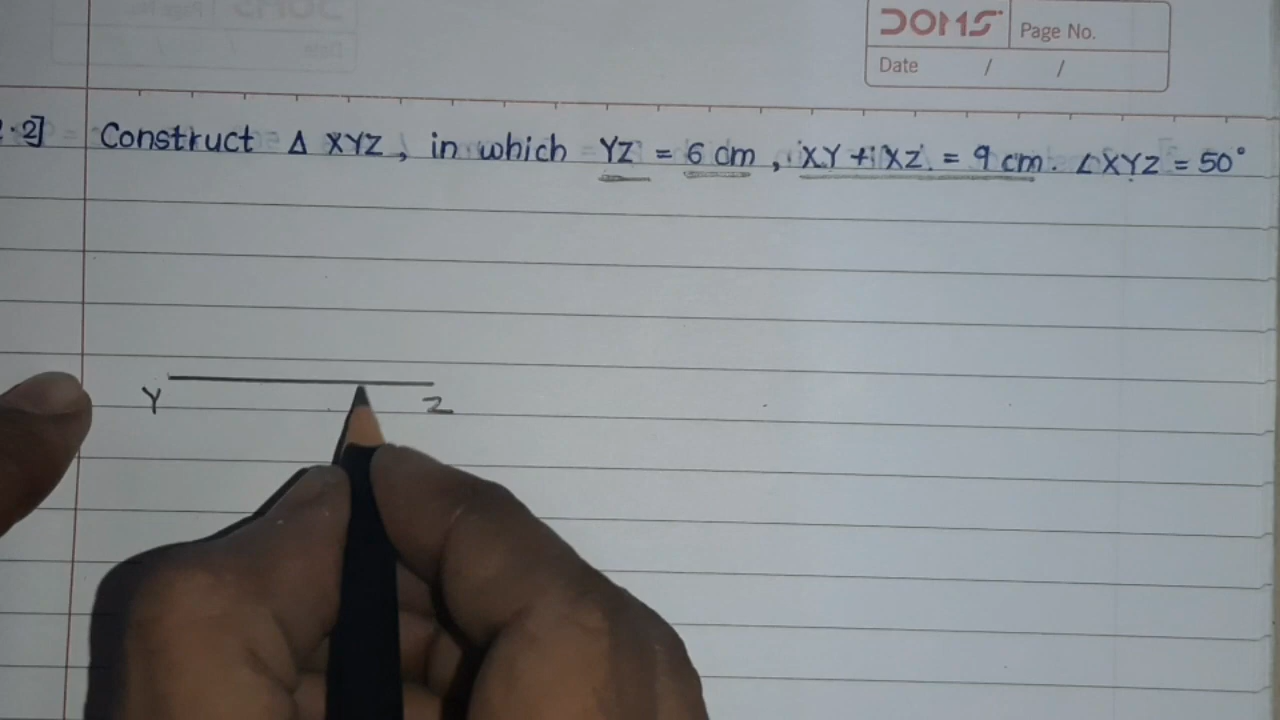 DOMS Page No.
Date / /
.2] Construct Δ XYZ, in which YZ = 6 cm, XY + XZ = 9 cm. ∠XYZ = 50°
Y Z